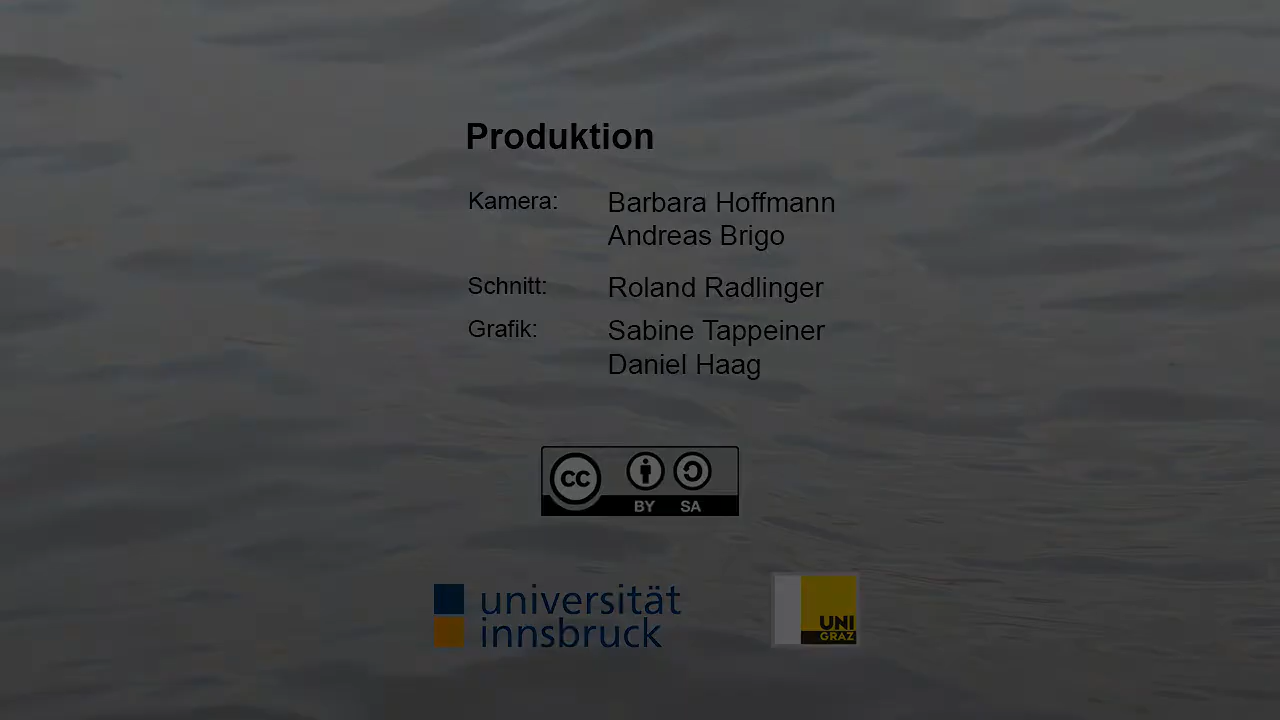 Produktion
Kamera: Barbara Hoffmann
Andreas Brigo
Schnitt: Roland Radlinger
Grafik: Sabine Tappeiner
Daniel Haag
CC BY SA
universität
innsbruck
UNI
GRAZ